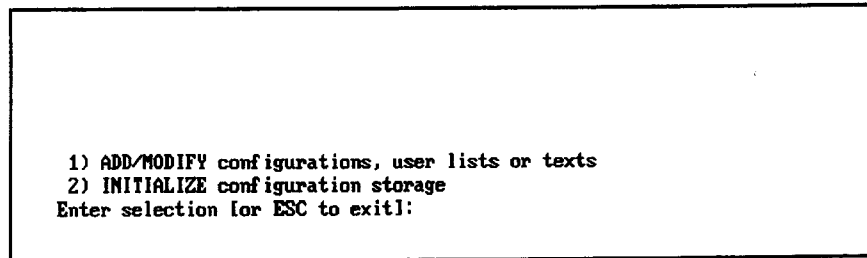 1) ADD/MODIFY configurations, user lists or texts
2) INITIALIZE configuration storage
Enter selection [or ESC to exit]: